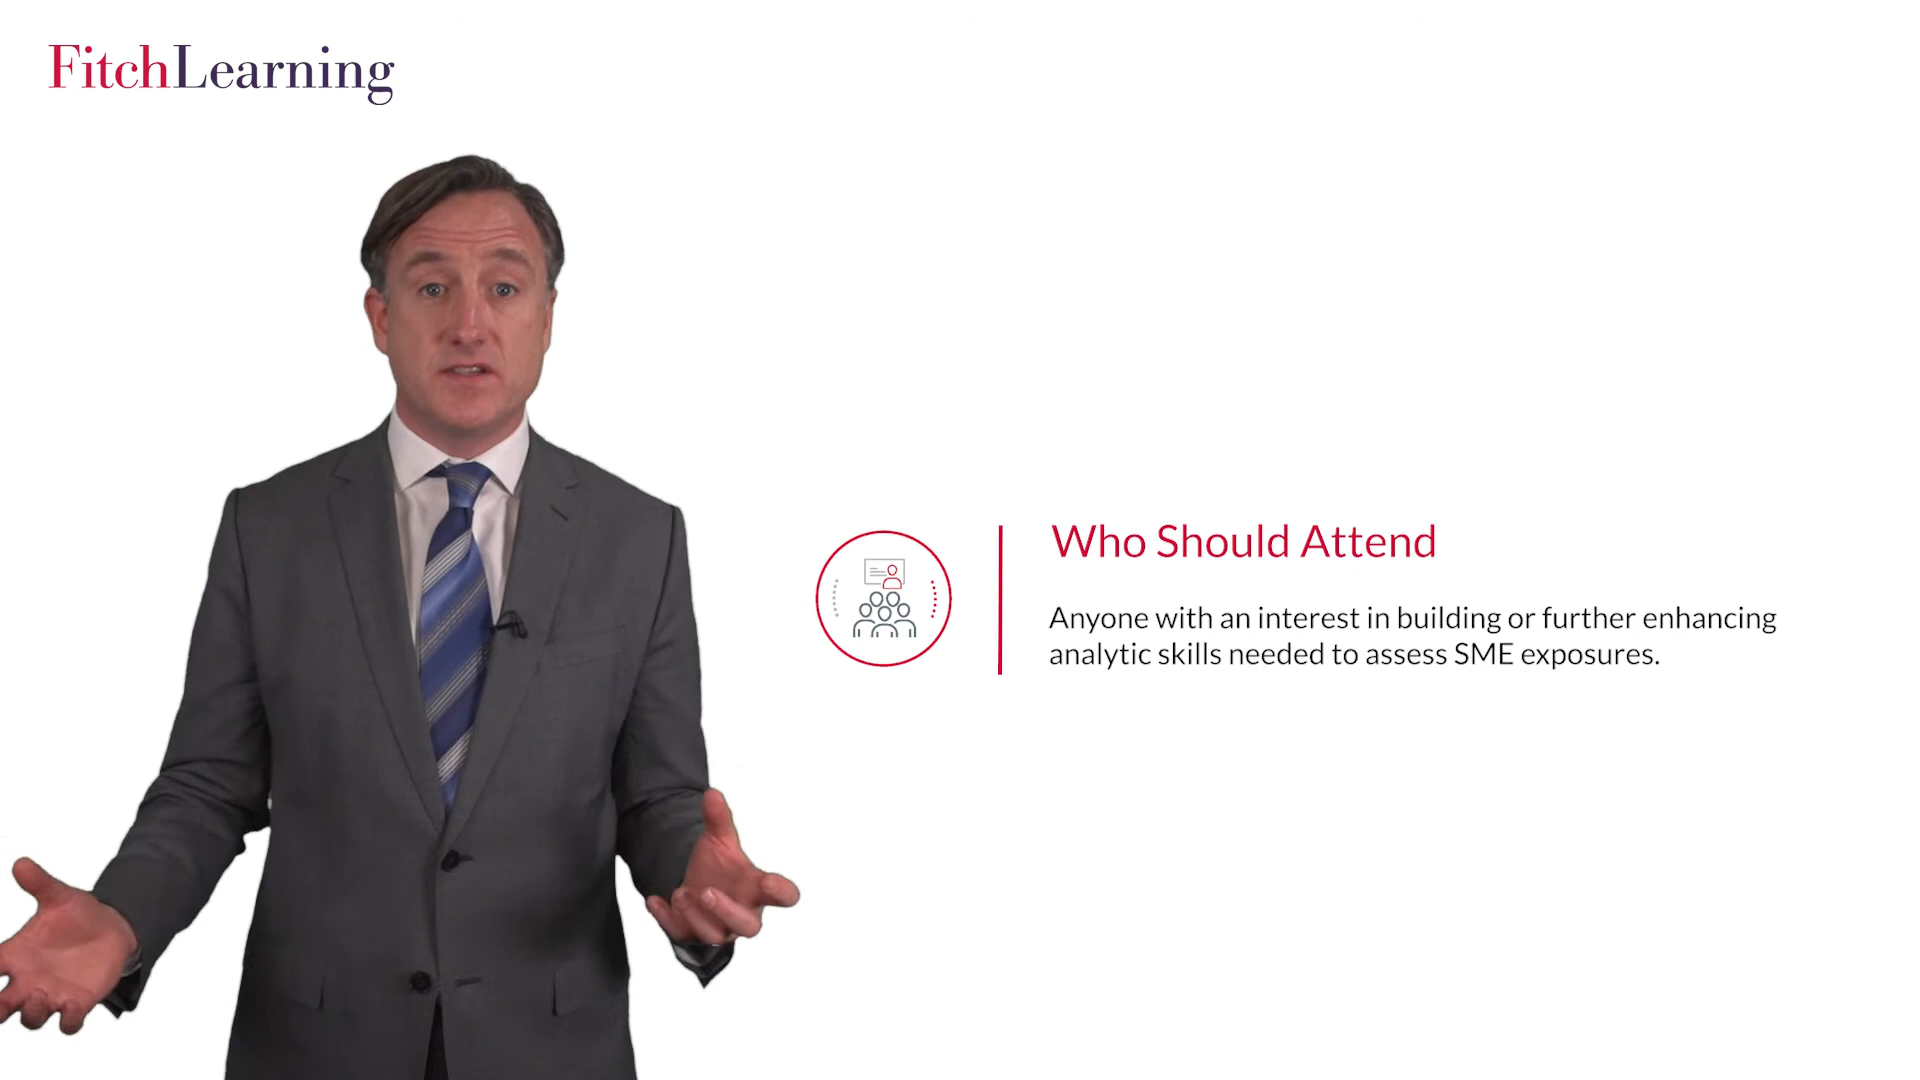 FitchLearning
Who Should Attend
Anyone with an interest in building or further enhancing
analytic skills needed to assess SME exposures.